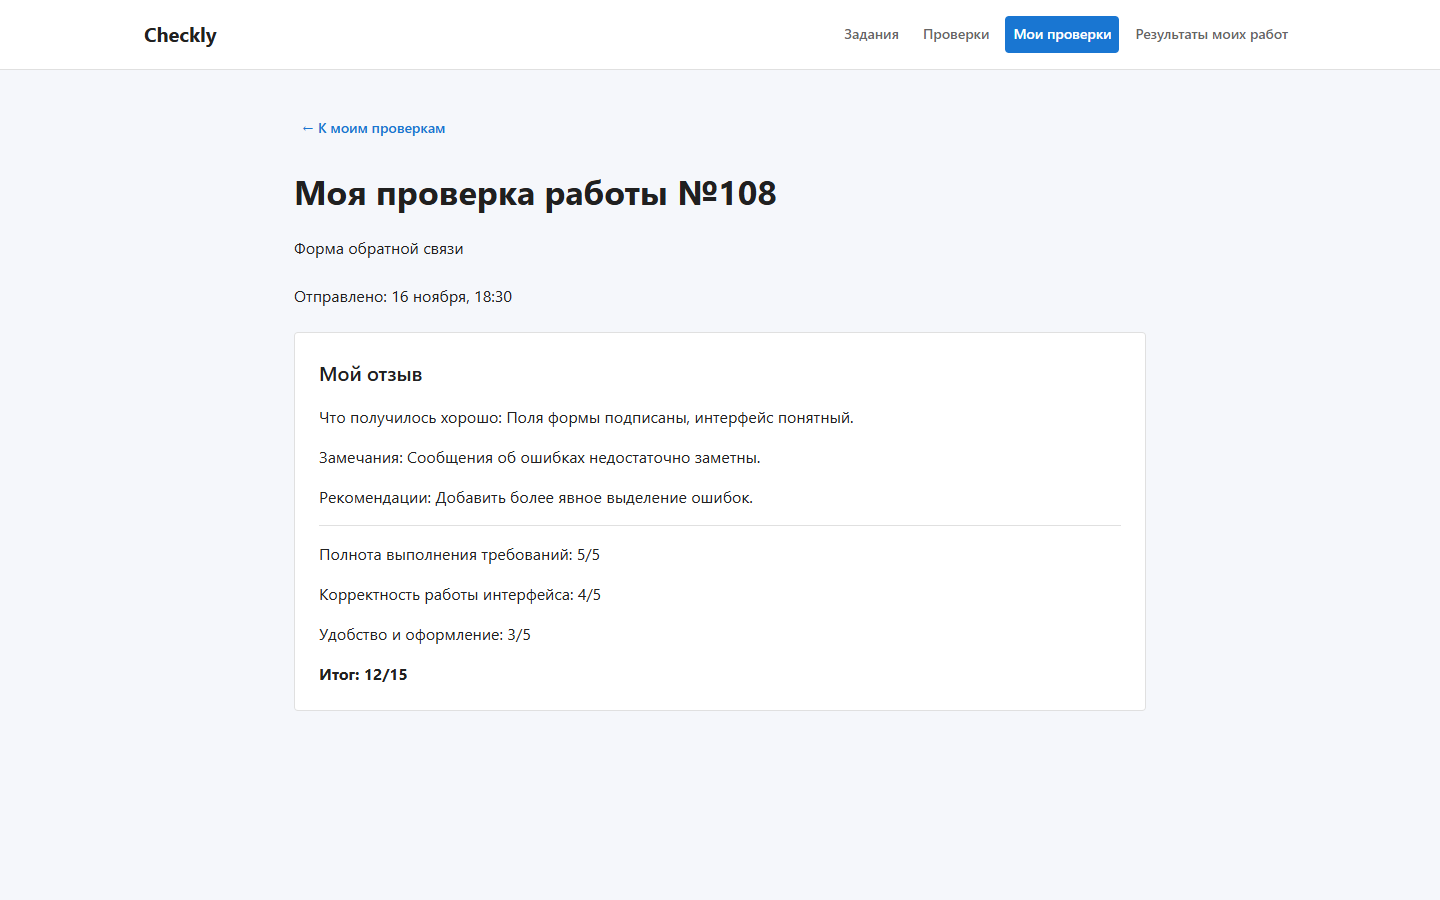 Checkly
Задания
Проверки
Мои проверки
Результаты моих работ
← К моим проверкам
Моя проверка работы №108
Форма обратной связи
Отправлено: 16 ноября, 18:30
Мой отзыв
Что получилось хорошо: Поля формы подписаны, интерфейс понятный.
Замечания: Сообщения об ошибках недостаточно заметны.
Рекомендации: Добавить более явное выделение ошибок.
Полнота выполнения требований: 5/5
Корректность работы интерфейса: 4/5
Удобство и оформление: 3/5
Итог: 12/15